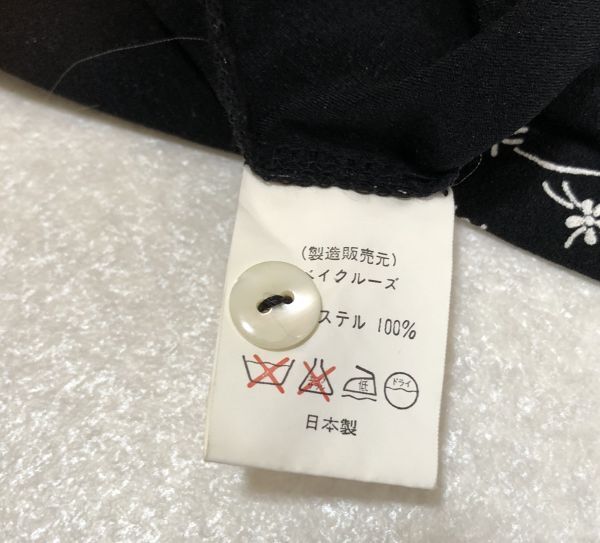 (製造販売元)
ベイクルーズ
ステル 100%
低 ドライ
日本製